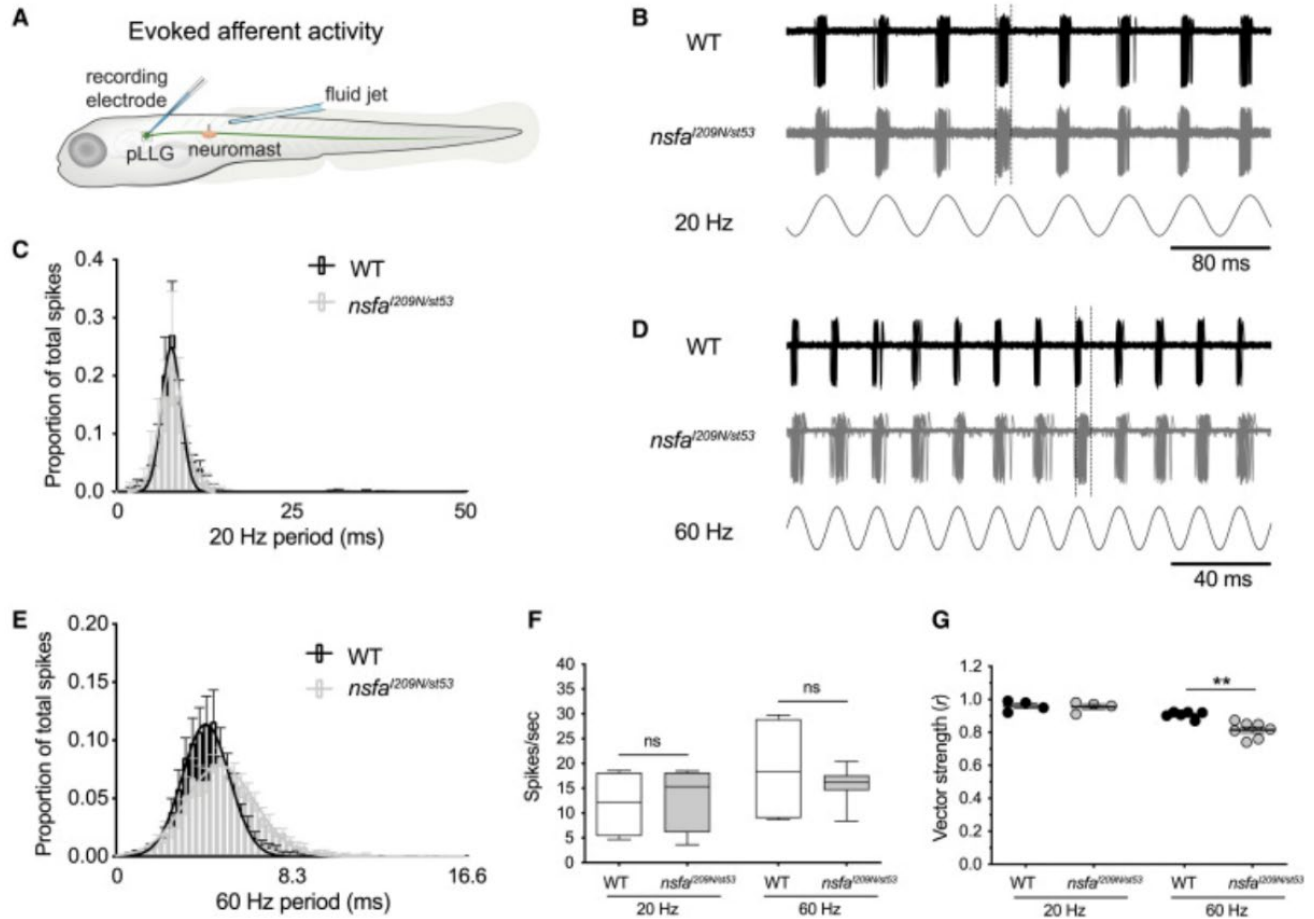 A
Evoked afferent activity
recording
electrode
fluid jet
pLLG
neuromast
B
WT
nsfa^I209N/st53
20 Hz
80 ms
C
Proportion of total spikes
0.4
0.3
0.2
0.1
0.0
0
25
50
20 Hz period (ms)
WT
nsfa^I209N/st53
D
WT
nsfa^I209N/st53
60 Hz
40 ms
E
Proportion of total spikes
0.20
0.15
0.10
0.05
0.00
0
8.3
16.6
60 Hz period (ms)
WT
nsfa^I209N/st53
F
Spikes/sec
40
35
30
25
20
15
10
5
0
ns
ns
WT
nsfa^I209N/st53
WT
nsfa^I209N/st53
20 Hz
60 Hz
G
Vector strength (r)
1.2
1.0
0.8
0.6
0.4
0.2
0.0
**
WT
nsfa^I209N/st53
WT
nsfa^I209N/st53
20 Hz
60 Hz